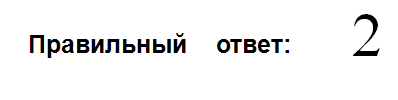 Правильный ответ: 2